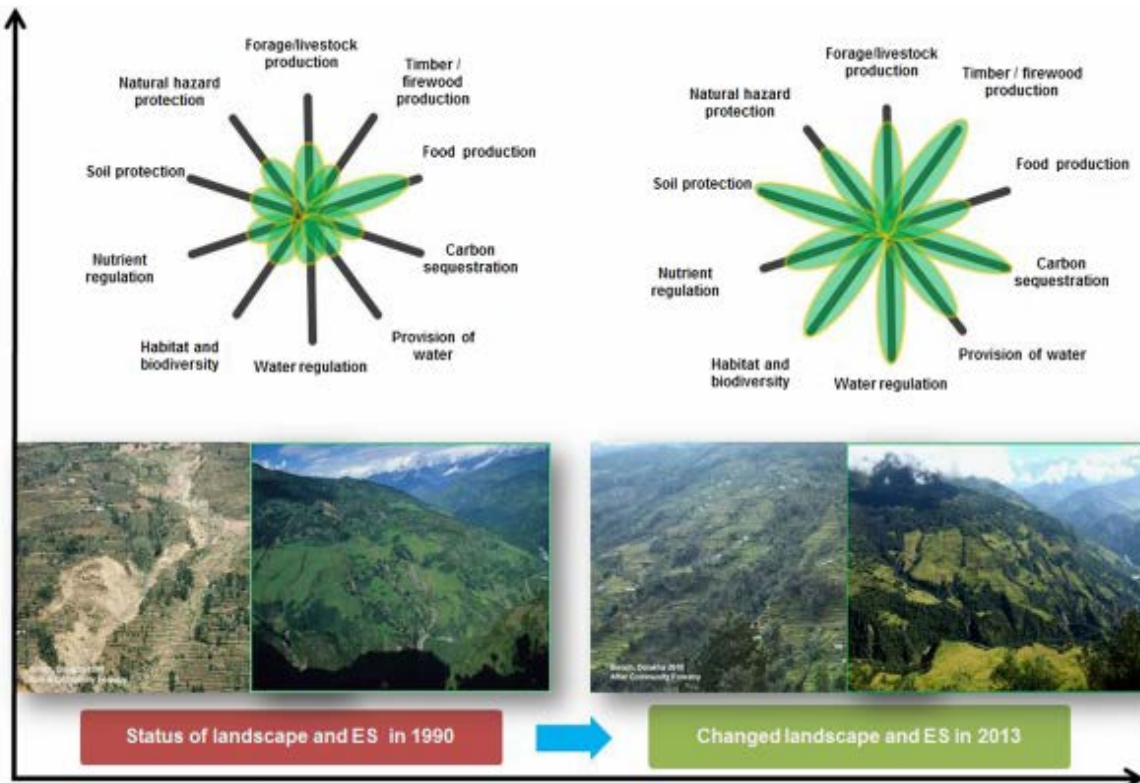 Forage/livestock
production
Timber /
firewood
production
Natural hazard
protection
Food production
Soil protection
Carbon
sequestration
Nutrient
regulation
Provision of
water
Habitat and
biodiversity
Water regulation
Forage/livestock
production
Timber / firewood
production
Natural hazard
protection
Food production
Soil protection
Carbon
sequestration
Nutrient
regulation
Provision of water
Habitat and
biodiversity
Water regulation
After Community Forestry
Status of landscape and ES in 1990
Changed landscape and ES in 2013